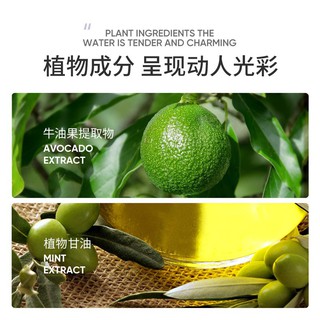 "
PLANT INGREDIENTS THE
WATER IS TENDER AND CHARMING
植物成分 呈现动人光彩
牛油果提取物
AVOCADO
EXTRACT
植物甘油
MINT
EXTRACT